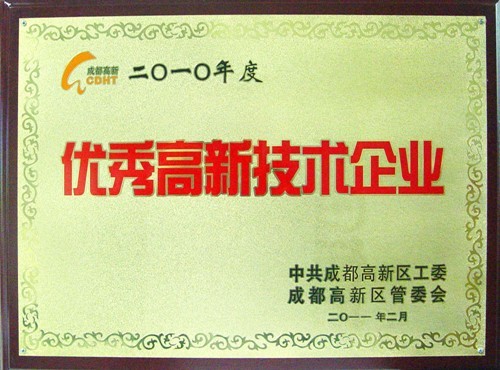 成都高新
CDHT
二〇一〇年度
优秀高新技术企业
中共成都高新区工委
成都高新区管委会
二〇一一年二月